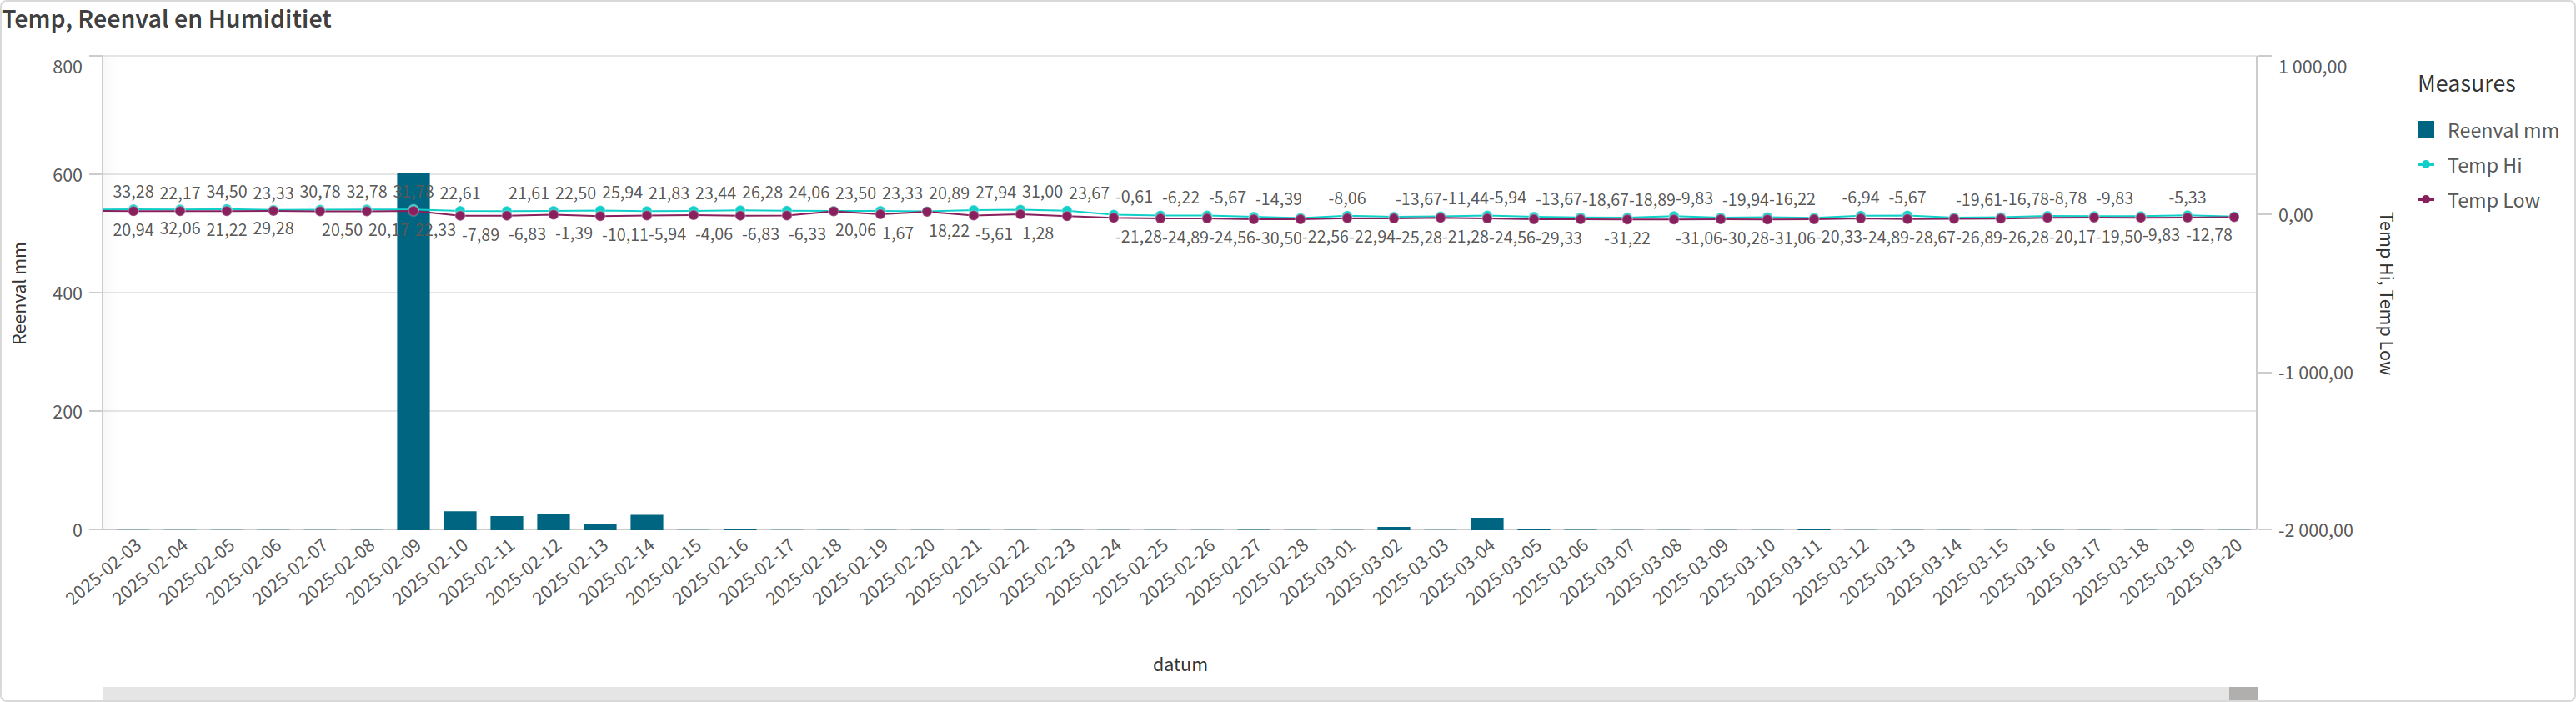 Temp, Reenval en Humiditiet
800
600
400
200
0
Reenval mm
1 000,00
0,00
-1 000,00
-2 000,00
Temp Hi, Temp Low
Measures
Reenval mm
Temp Hi
Temp Low
33,28 22,17 34,50 23,33 30,78 32,78 31,78 22,61 21,61 22,50 25,94 21,83 23,44 26,28 24,06 23,50 23,33 20,89 27,94 31,00 23,67 -0,61 -6,22 -5,67 -14,39 -8,06 -13,67 -11,44 -5,94 -13,67 -18,67 -18,89 -9,83 -19,94 -16,22 -6,94 -5,67 -19,61 -16,78 -8,78 -9,83 -5,33
20,94 32,06 21,22 29,28 20,50 20,17 22,33 -7,89 -6,83 -1,39 -10,11 -5,94 -4,06 -6,83 -6,33 20,06 1,67 18,22 -5,61 1,28 -21,28 -24,89 -24,56 -30,50 -22,56 -22,94 -25,28 -21,28 -24,56 -29,33 -31,22 -31,06 -30,28 -31,06 -20,33 -24,89 -28,67 -26,89 -26,28 -20,17 -19,50 -9,83 -12,78
2025-02-03 2025-02-04 2025-02-05 2025-02-06 2025-02-07 2025-02-08 2025-02-09 2025-02-10 2025-02-11 2025-02-12 2025-02-13 2025-02-14 2025-02-15 2025-02-16 2025-02-17 2025-02-18 2025-02-19 2025-02-20 2025-02-21 2025-02-22 2025-02-23 2025-02-24 2025-02-25 2025-02-26 2025-02-27 2025-02-28 2025-03-01 2025-03-02 2025-03-03 2025-03-04 2025-03-05 2025-03-06 2025-03-07 2025-03-08 2025-03-09 2025-03-10 2025-03-11 2025-03-12 2025-03-13 2025-03-14 2025-03-15 2025-03-16 2025-03-17 2025-03-18 2025-03-19 2025-03-20
datum